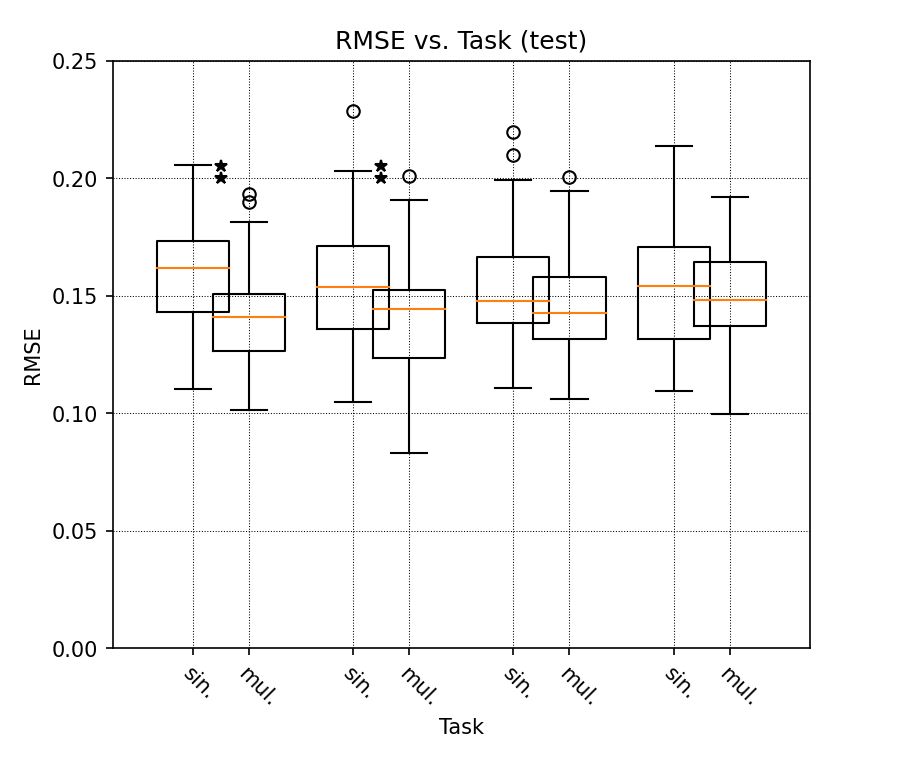 RMSE vs. Task (test)
0.25
0.20
0.15
0.10
0.05
0.00
RMSE
sin. mul. sin. mul. sin. mul. sin. mul.
Task